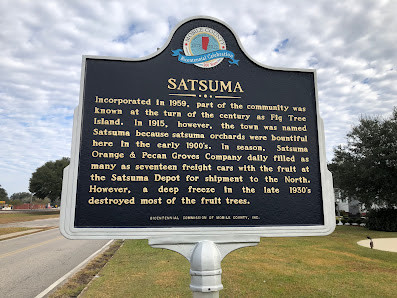 MOBILE COUNTY
Bicentennial Celebration
SATSUMA
Incorporated in 1959, part of the community was
known at the turn of the century as Fig Tree
Island. In 1915, however, the town was named
Satsuma because satsuma orchards were bountiful
here in the early 1900's. In season, Satsuma
Orange & Pecan Groves Company daily filled as
many as seventeen freight cars with the fruit at
the Satsuma Depot for shipment to the North.
However, a deep freeze in the late 1930's
destroyed most of the fruit trees.
BICENTENNIAL COMMISSION OF MOBILE COUNTY, INC.